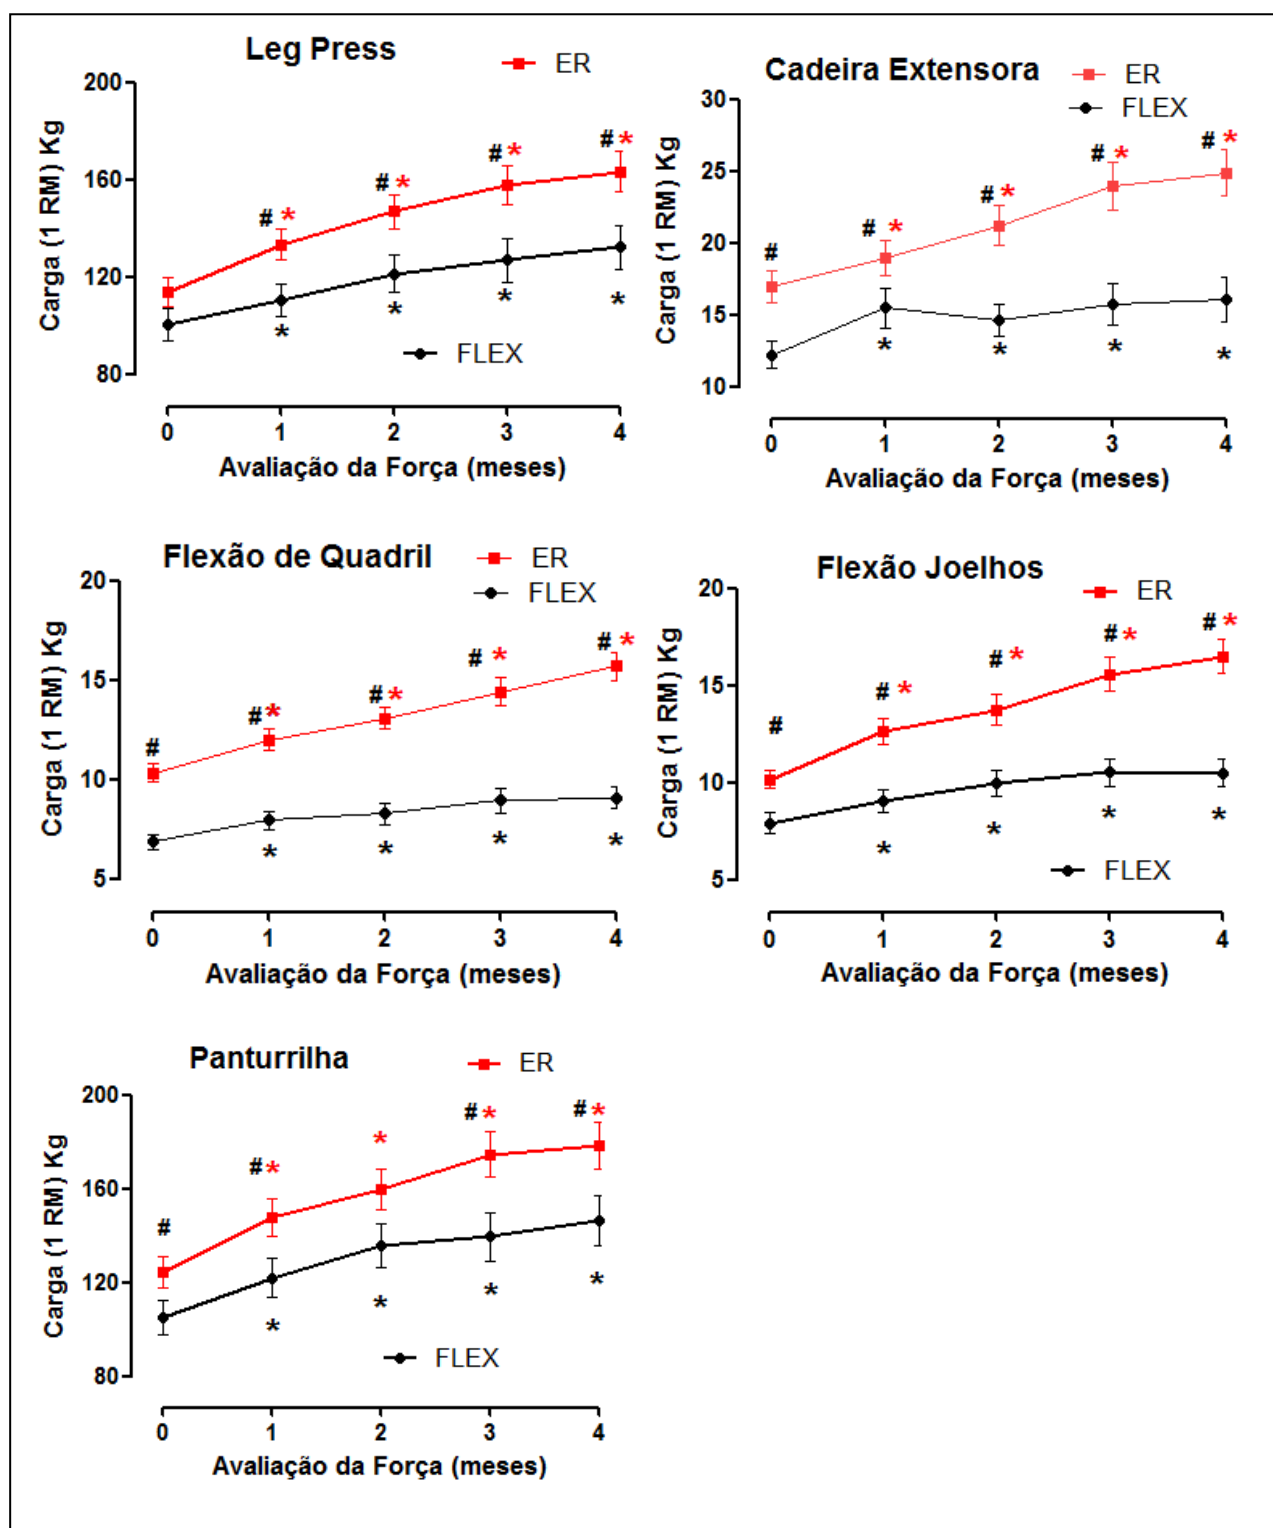 Leg Press
ER
200
160
120
80
Carga (1 RM) Kg
# *
# *
# *
# *
*
*
*
*
FLEX
0 1 2 3 4
Avaliação da Força (meses)
Cadeira Extensora
ER
FLEX
30
25
20
15
10
Carga (1 RM) Kg
#
# *
# *
# *
# *
*
*
*
*
0 1 2 3 4
Avaliação da Força (meses)
Flexão de Quadril
ER
FLEX
20
15
10
5
Carga (1 RM) Kg
#
# *
# *
# *
# *
*
*
*
*
0 1 2 3 4
Avaliação da Força (meses)
Flexão Joelhos
ER
20
15
10
5
Carga (1 RM) Kg
#
# *
# *
# *
# *
*
*
*
*
FLEX
0 1 2 3 4
Avaliação da Força (meses)
Panturrilha
ER
200
160
120
80
Carga (1 RM) Kg
#
# *
*
# *
# *
*
*
*
*
FLEX
0 1 2 3 4
Avaliação da Força (meses)